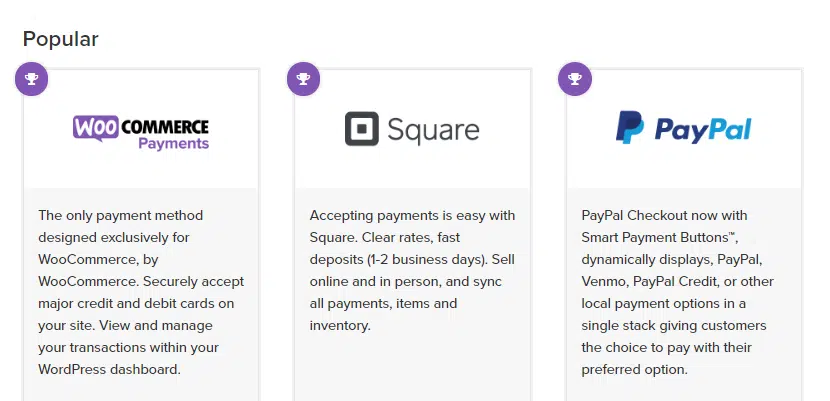 Popular
WOO COMMERCE
Payments
The only payment method
designed exclusively for
WooCommerce, by
WooCommerce. Securely accept
major credit and debit cards on
your site. View and manage
your transactions within your
WordPress dashboard.
Square
Accepting payments is easy with
Square. Clear rates, fast
deposits (1-2 business days). Sell
online and in person, and sync
all payments, items and
inventory.
PayPal
PayPal Checkout now with
Smart Payment Buttons™,
dynamically displays, PayPal,
Venmo, PayPal Credit, or other
local payment options in a
single stack giving customers
the choice to pay with their
preferred option.